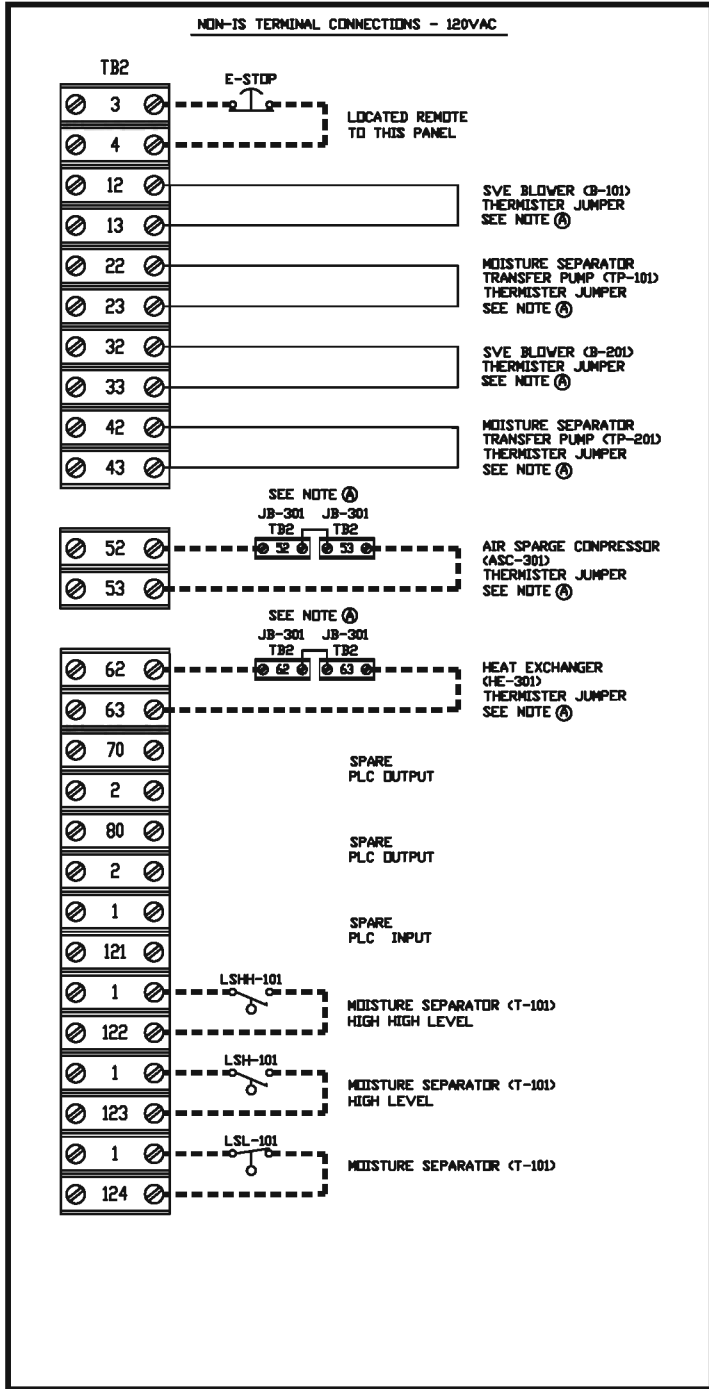 NON-IS TERMINAL CONNECTIONS - 120VAC
TB2
3
E-STOP
LOCATED REMOTE
TO THIS PANEL
4
12
SVE BLOWER (B-101)
THERMISTER JUMPER
SEE NOTE A
13
22
MOISTURE SEPARATOR
TRANSFER PUMP (TP-101)
THERMISTER JUMPER
SEE NOTE A
23
32
SVE BLOWER (B-201)
THERMISTER JUMPER
SEE NOTE A
33
42
MOISTURE SEPARATOR
TRANSFER PUMP (TP-201)
THERMISTER JUMPER
SEE NOTE A
43
SEE NOTE A
JB-301 JB-301
TB2 TB2
52
52 53
AIR SPARGE CONPRESSOR
(ASC-301)
THERMISTER JUMPER
SEE NOTE A
53
SEE NOTE A
JB-301 JB-301
TB2 TB2
62
62 63
HEAT EXCHANGER
(HE-301)
THERMISTER JUMPER
SEE NOTE A
63
70
SPARE
PLC OUTPUT
2
80
SPARE
PLC OUTPUT
2
1
SPARE
PLC INPUT
121
1
LSHH-101
MOISTURE SEPARATOR (T-101)
HIGH HIGH LEVEL
122
1
LSH-101
MOISTURE SEPARATOR (T-101)
HIGH LEVEL
123
1
LSL-101
MOISTURE SEPARATOR (T-101)
124